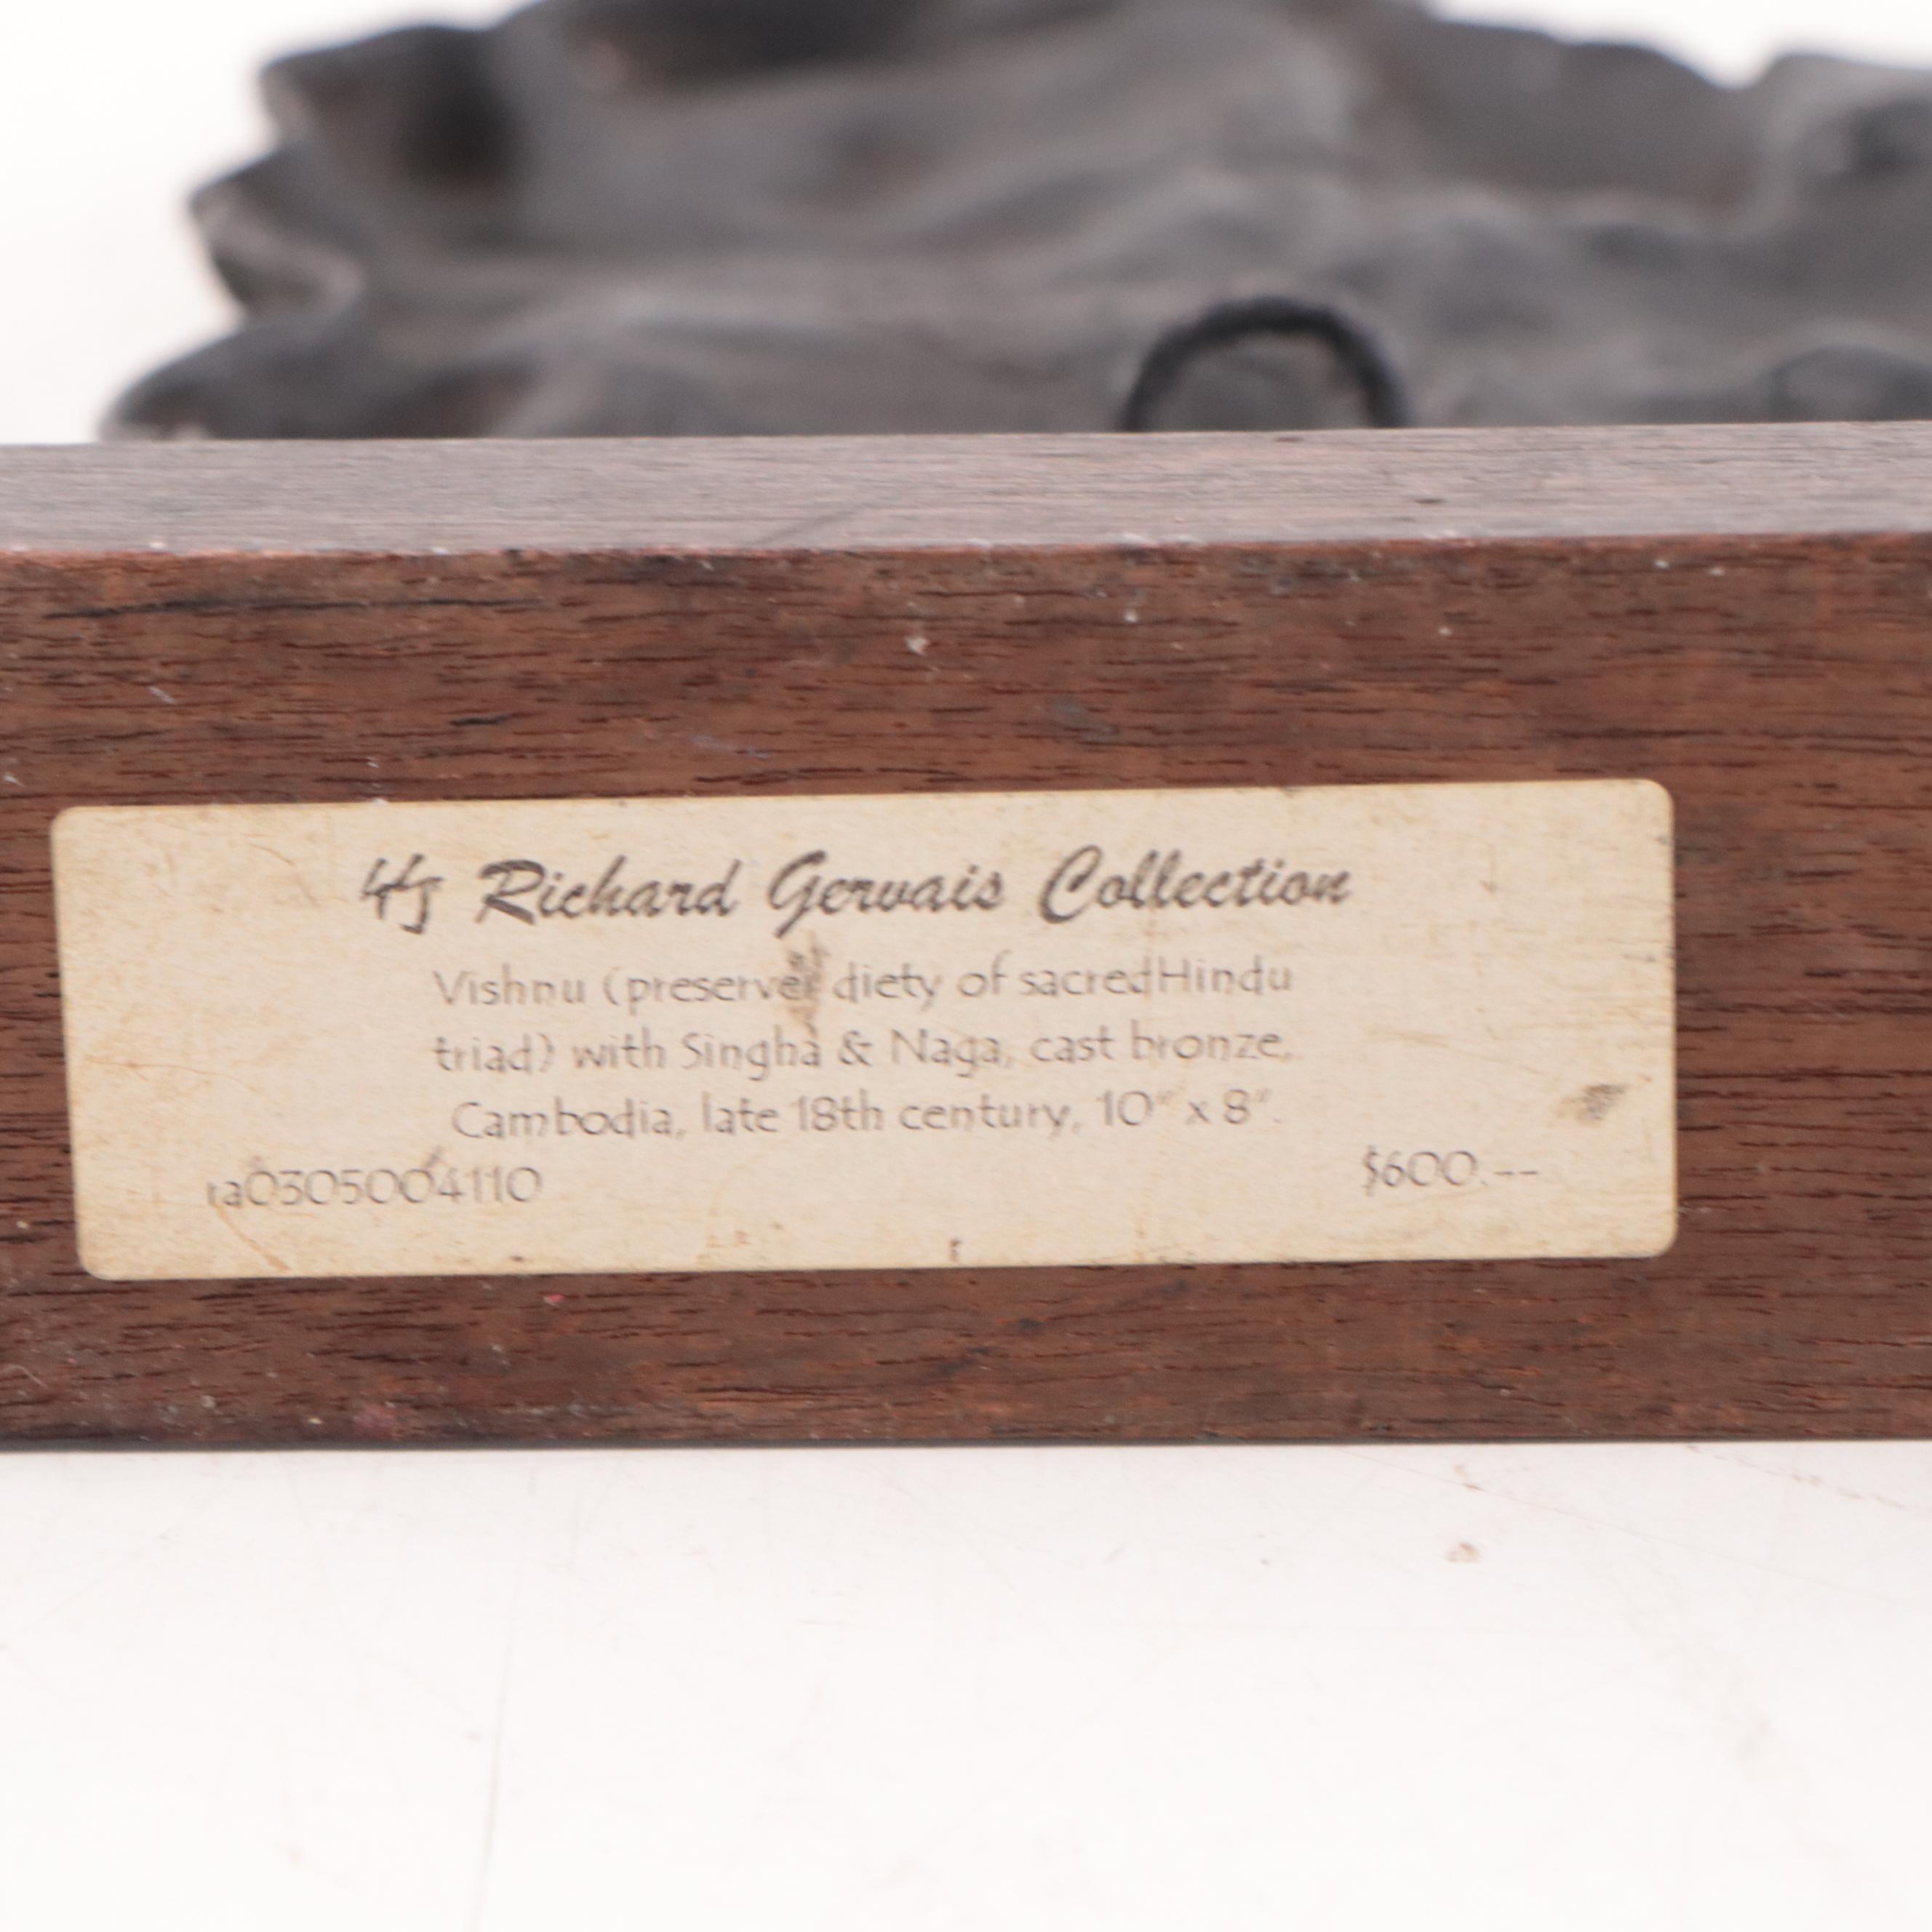 Richard Gervais Collection
Vishnu (preserver diety of sacredHindu
triad) with Singha & Naga, cast bronze,
Cambodia, late 18th century, 10" x 8".
ra0305004110 $600.--